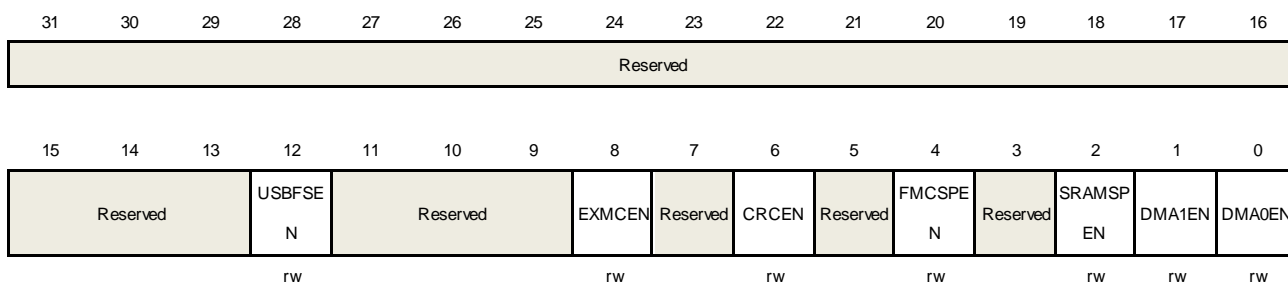 31 30 29 28 27 26 25 24 23 22 21 20 19 18 17 16
Reserved
15 14 13 12 11 10 9 8 7 6 5 4 3 2 1 0
Reserved USBFSE N Reserved EXMCEN Reserved CRCEN Reserved FMCSPE N Reserved SRAMSP EN DMA1EN DMA0EN
rw rw rw rw rw rw rw